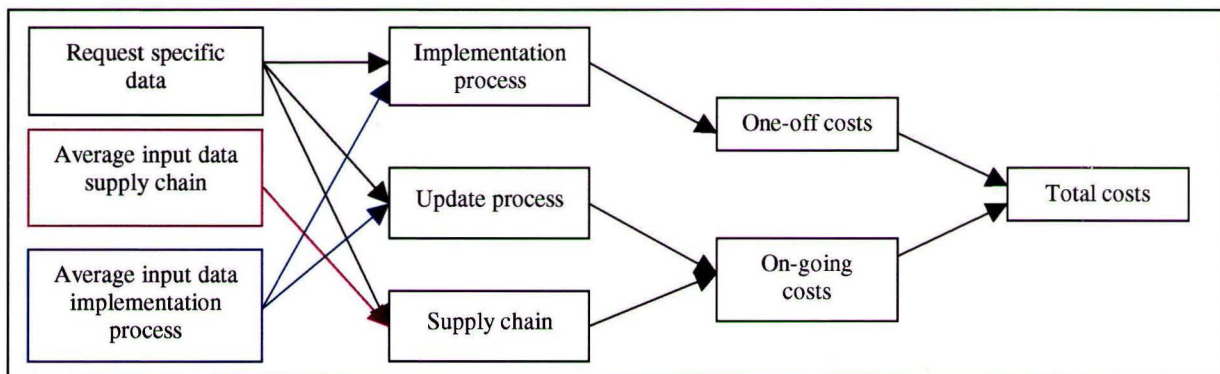 Request specific
data
Average input data
supply chain
Average input data
implementation
process
Implementation
process
Update process
Supply chain
One-off costs
On-going
costs
Total costs